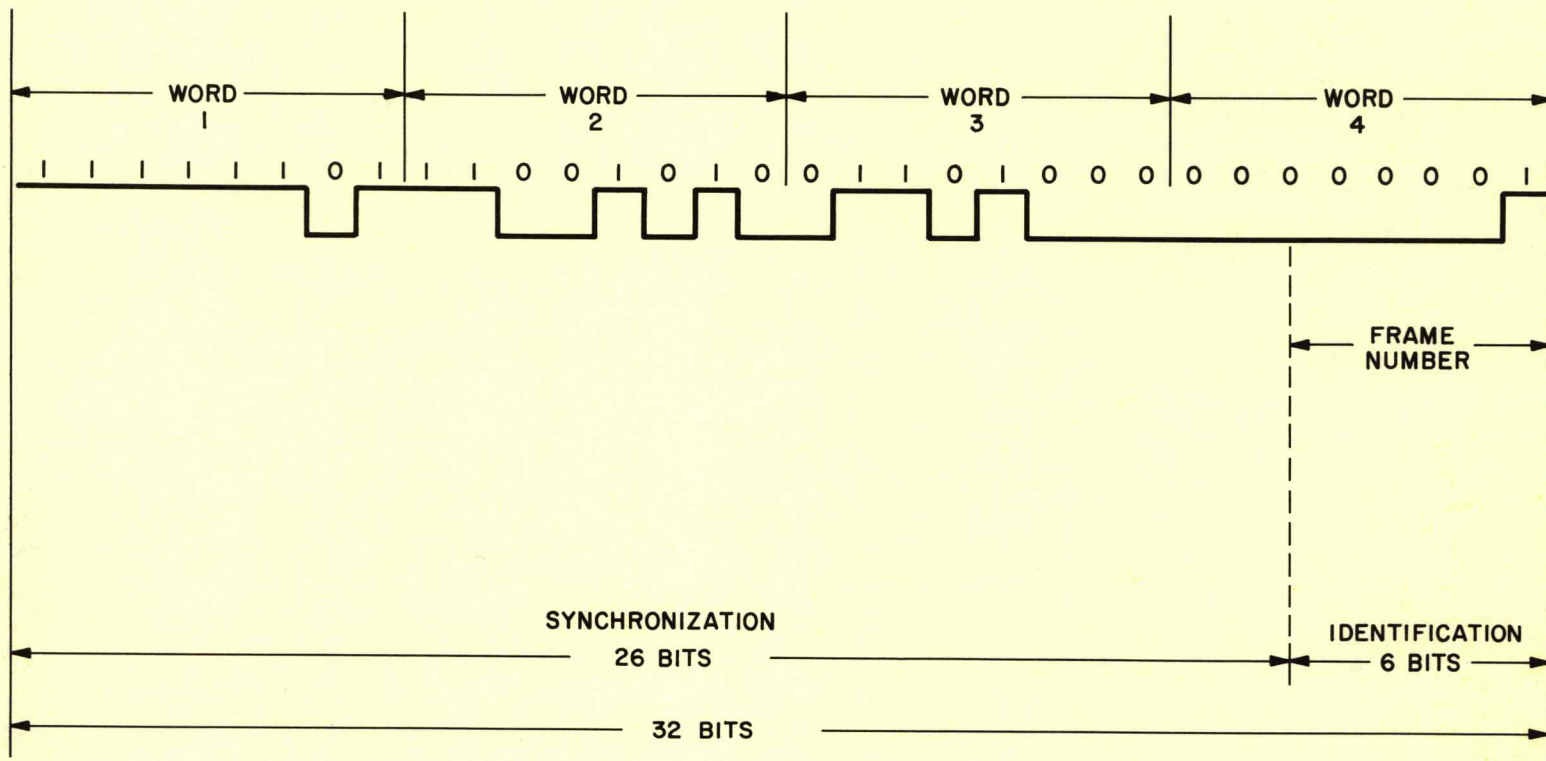 WORD WORD WORD WORD
1 2 3 4
1 1 1 1 1 1 0 1 1 1 0 0 1 0 1 0 0 1 1 0 1 0 0 0 0 0 0 0 0 0 0 1
FRAME
NUMBER
SYNCHRONIZATION
26 BITS
IDENTIFICATION
6 BITS
32 BITS